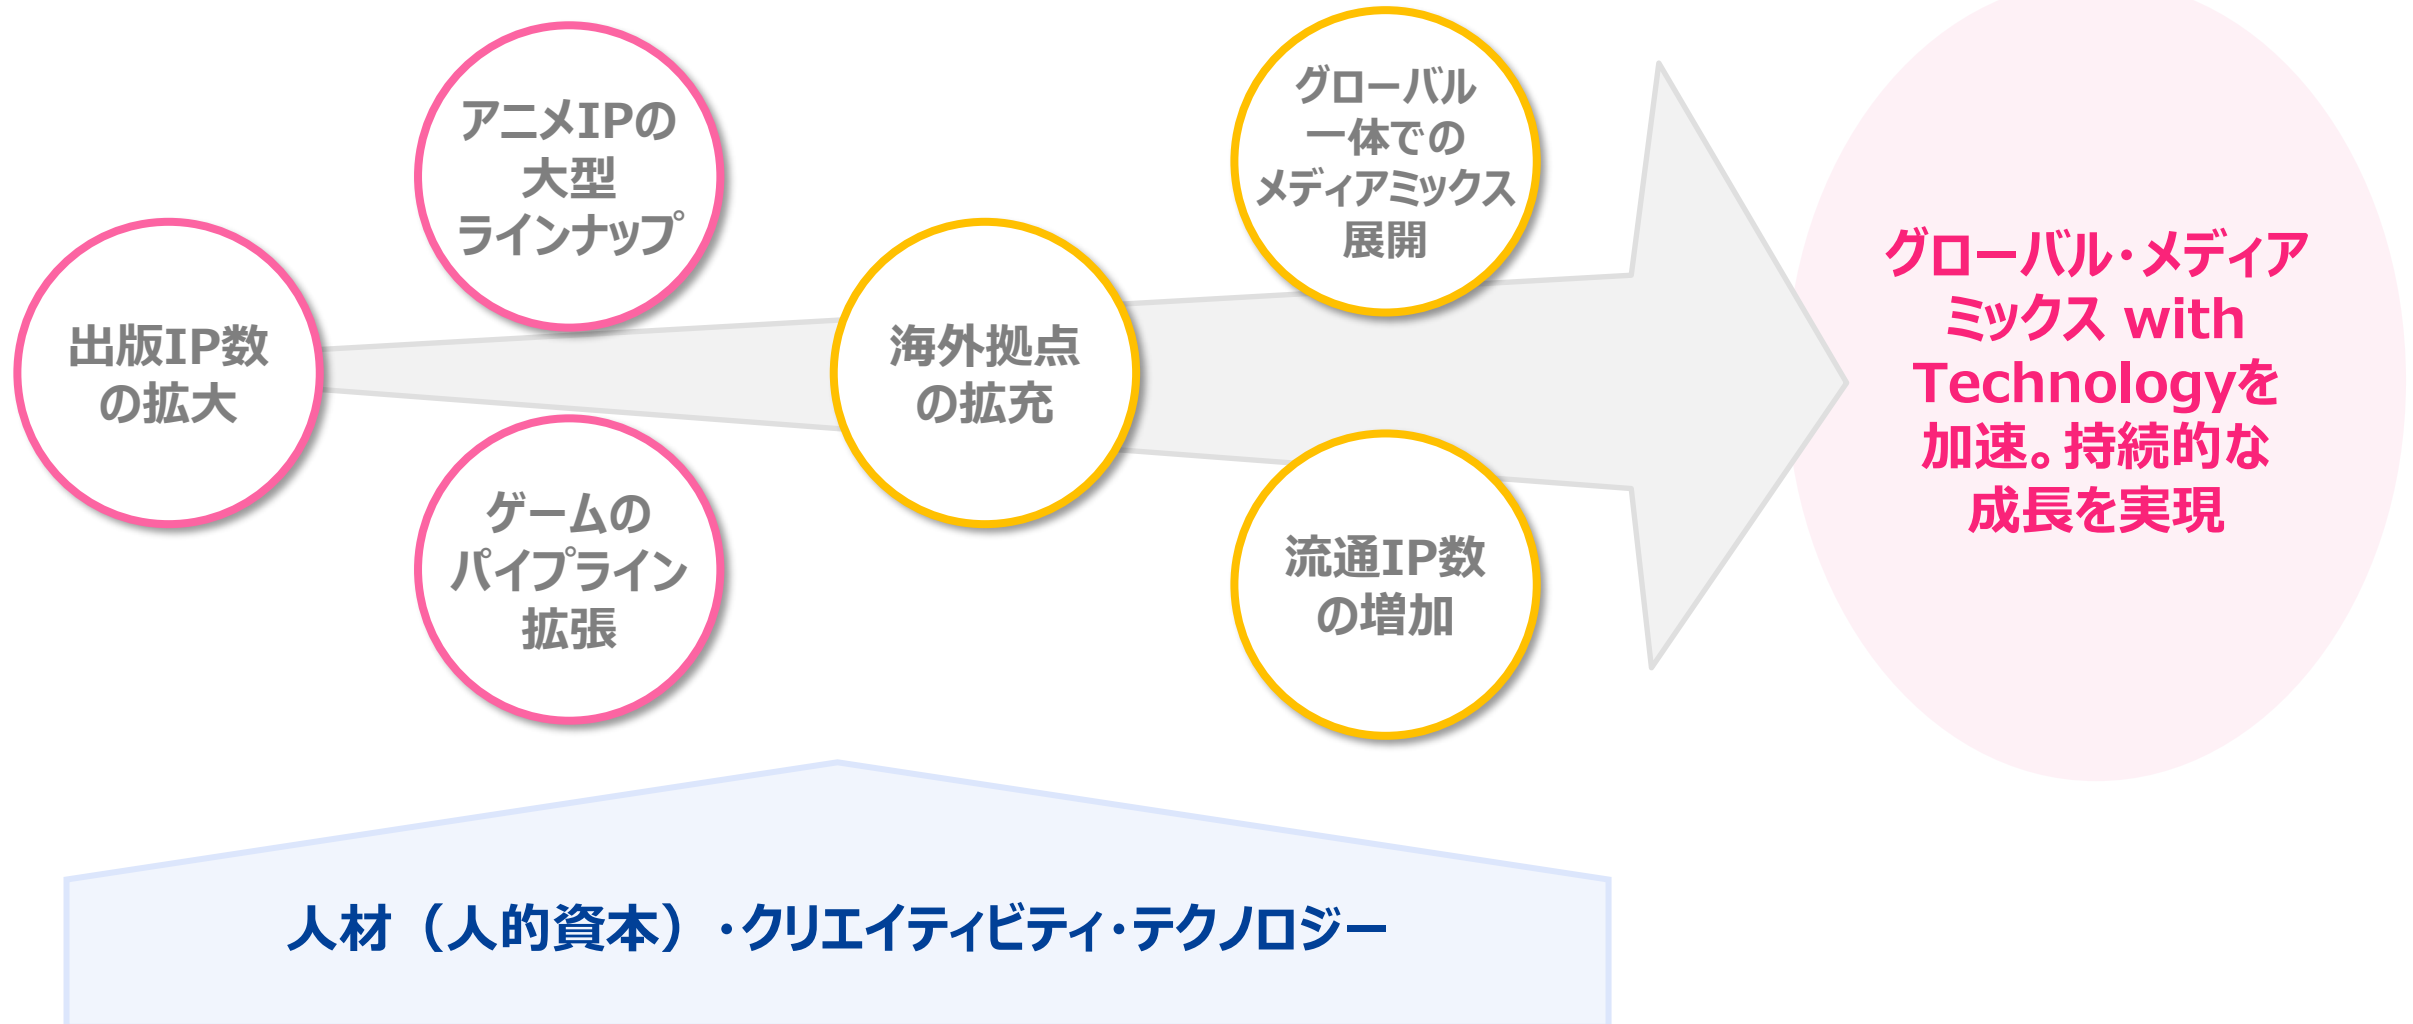 出版IP数
の拡大
アニメIPの
大型
ラインナップ
ゲームの
パイプライン
拡張
海外拠点
の拡充
グローバル
一体での
メディアミックス
展開
流通IP数
の増加
グローバル・メディア
ミックス with
Technologyを
加速。持続的な
成長を実現
人材（人的資本）・クリエイティビティ・テクノロジー